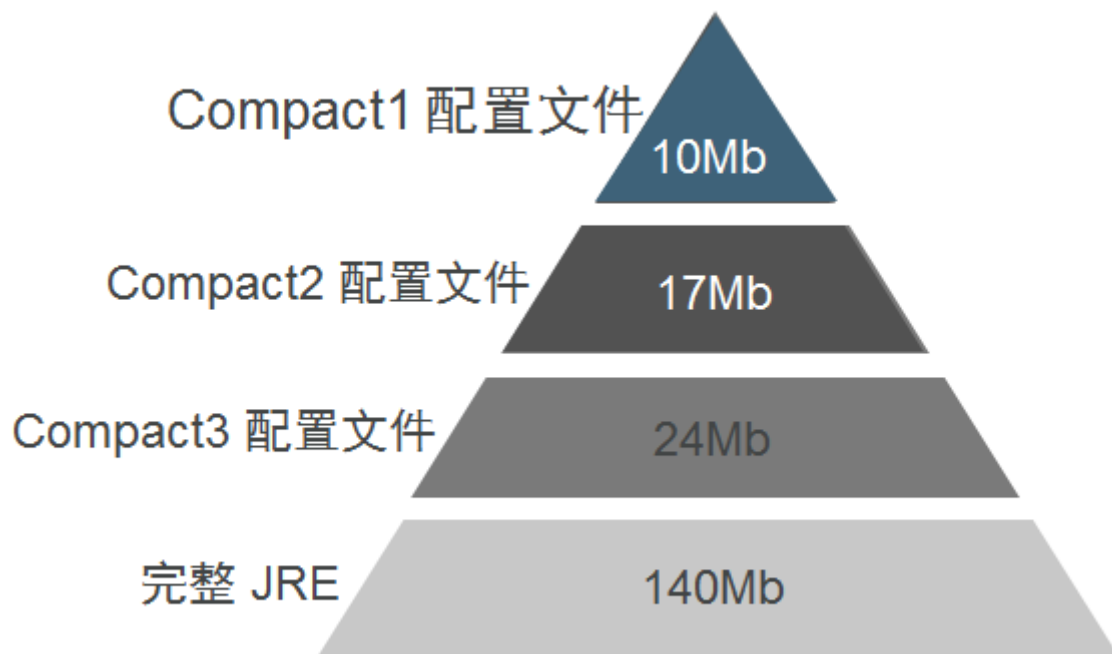 Compact1 配置文件
10Mb
Compact2 配置文件
17Mb
Compact3 配置文件
24Mb
完整 JRE
140Mb